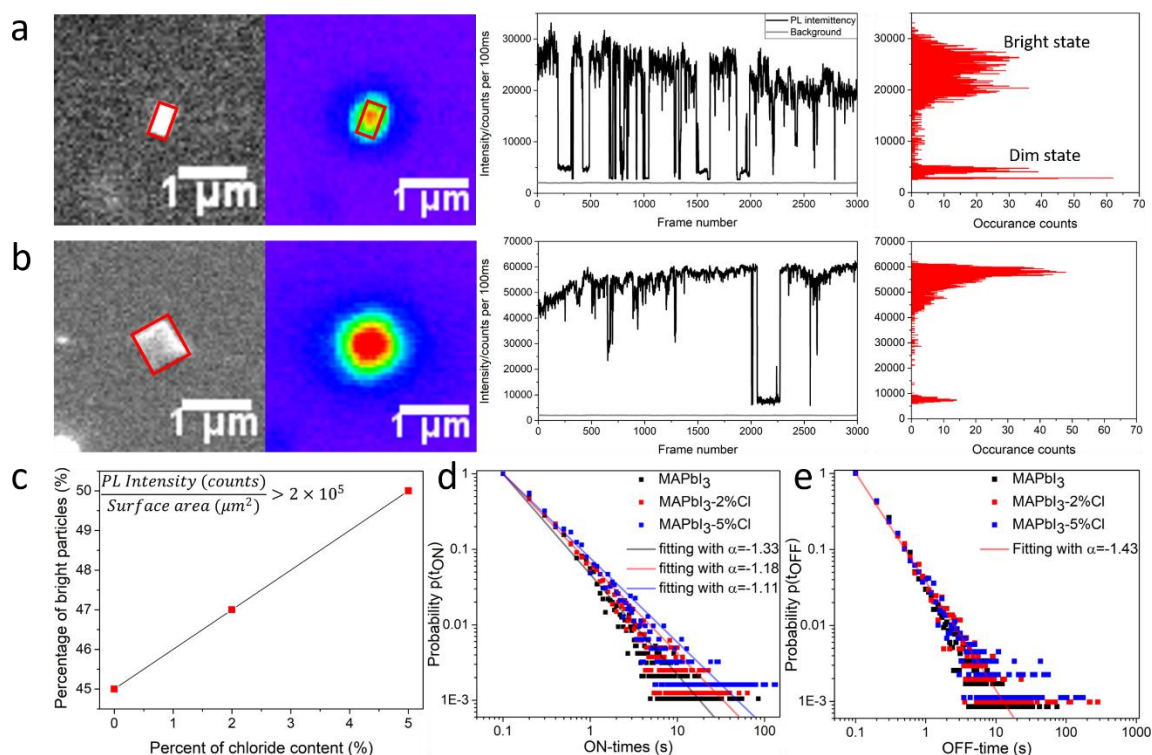 a
1 µm
1 µm
35000
30000
25000
20000
15000
10000
5000
0
Intensity/counts per 100ms
PL intemittency
Background
0 500 1000 1500 2000 2500 3000
Frame number
35000
30000
25000
20000
15000
10000
5000
0
Bright state
Dim state
0 10 20 30 40 50 60 70
Occurance counts
b
1 µm
1 µm
70000
60000
50000
40000
30000
20000
10000
0
Intensity/counts per 100ms
0 500 1000 1500 2000 2500 3000
Frame number
70000
60000
50000
40000
30000
20000
10000
0
0 10 20 30 40 50 60 70
Occurance counts
c
PL Intensity (counts)
Surface area (µm²) > 2 × 10⁵
Percentage of bright particles (%)
50
49
48
47
46
45
0 1 2 3 4 5
Percent of chloride content (%)
d
Probability p(tON)
1
0.1
0.01
1E-3
MAPbI₃
MAPbI₃-2%Cl
MAPbI₃-5%Cl
fitting with α=-1.33
fitting with α=-1.18
fitting with α=-1.11
0.1 1 10 100
ON-times (s)
e
Probability p(tOFF)
1
0.1
0.01
1E-3
MAPbI₃
MAPbI₃-2%Cl
MAPbI₃-5%Cl
Fitting with α=-1.43
0.1 1 10 100 1000
OFF-time (s)